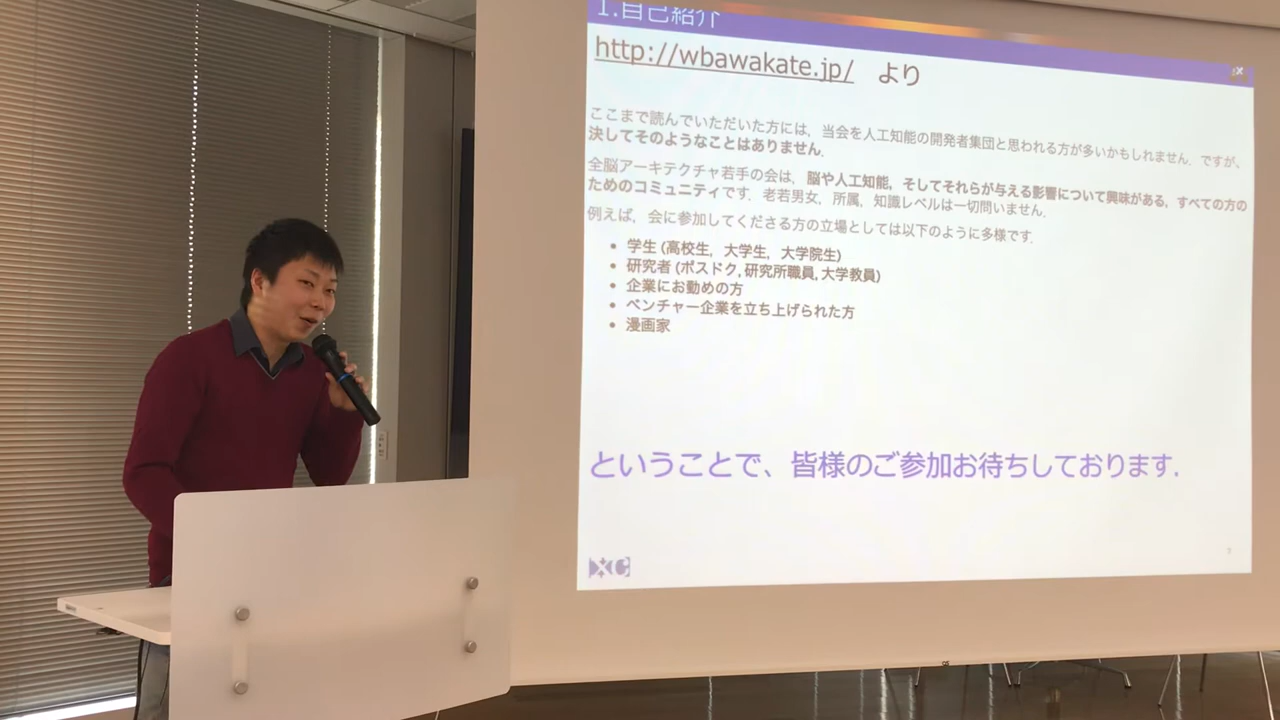 1.自己紹介
http://wbawakate.jp/ より
ここまで読んでいただいた方には, 当会を人工知能の開発者集団と思われる方が多いかもしれません. ですが,
決してそのようなことはありません.
全脳アーキテクチャ若手の会は, 脳や人工知能, そしてそれらが与える影響について興味がある, すべての方の
ためのコミュニティです. 老若男女, 所属, 知識レベルは一切問いません.
例えば, 会に参加してくださる方の立場としては以下のように多様です.
• 学生 (高校生, 大学生, 大学院生)
• 研究者 (ポスドク, 研究所職員, 大学教員)
• 企業にお勤めの方
• ベンチャー企業を立ち上げられた方
• 漫画家
ということで、皆様のご参加お待ちしております.